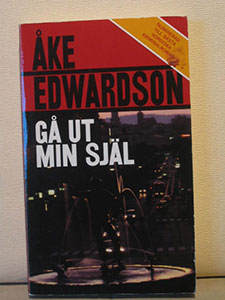 ÅKE
EDWARDSON
GÅ UT
MIN SJÄL